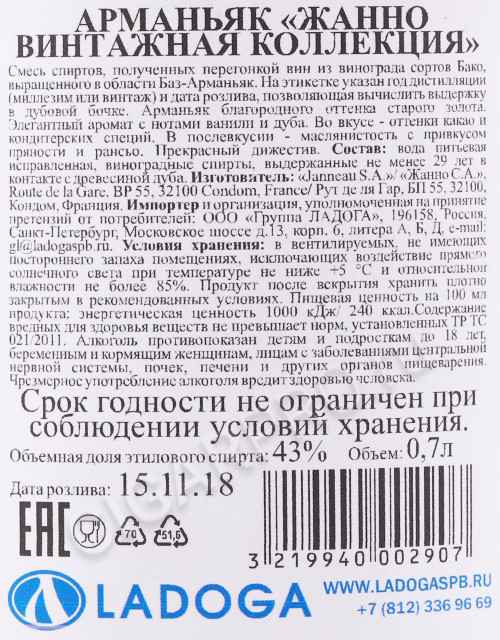 АРМАНЬЯК «ЖАННО
ВИНТАЖНАЯ КОЛЛЕКЦИЯ»
Смесь спиртов, полученных перегонкой вин из винограда сортов Бако,
выращенного в области Баз-Арманьяк. На этикетке указан год дистилляции
(миллезим или винтаж) и дата розлива, позволяющая вычислить выдержку
в дубовой бочке. Арманьяк благородного оттенка старого золота.
Элегантный аромат с нотами ванили и дуба. Во вкусе - оттенки какао и
кондитерских специй. В послевкусии - маслянистость с привкусом
пряности и рансьо. Прекрасный дижестив. Состав: вода питьевая
исправленная, виноградные спирты, выдержанные не менее 29 лет в
контакте с древесиной дуба. Изготовитель: «Janneau S.A.»/ «Жанно С.А.»,
Route de la Gare, BP 55, 32100 Condom, France/ Рут де ля Гар, БП 55, 32100,
Кондом, Франция. Импортер и организация, уполномоченная на принятие
претензий от потребителей: ООО «Группа ЛАДОГА», 196158, Россия,
Санкт-Петербург, Московское шоссе д.13, корп. 6, литера А, Б, Д, e-mail:
gl@ladogaspb.ru. Условия хранения: в вентилируемых, не имеющих
постороннего запаха помещениях, исключающих воздействие прямого
солнечного света при температуре не ниже +5 °С и относительной
влажности не более 85%. Продукт после вскрытия хранить плотно
закрытым в рекомендованных условиях. Пищевая ценность на 100 мл
продукта: энергетическая ценность 1000 кДж/ 240 ккал.Содержание
вредных для здоровья веществ не превышает норм, установленных ТР ТС
021/2011. Алкоголь противопоказан детям и подросткам до 18 лет,
беременным и кормящим женщинам, лицам с заболеваниями центральной
нервной системы, почек, печени и других органов пищеварения.
Чрезмерное употребление алкоголя вредит здоровью человека.
Срок годности не ограничен при
соблюдении условий хранения.
Объемная доля этилового спирта: 43% Объем: 0,7л
Дата розлива: 15.11.18
EAC 70 51,6
3 219940 002907
LADOGA
WWW.LADOGASPB.RU
+7 (812) 336 96 69